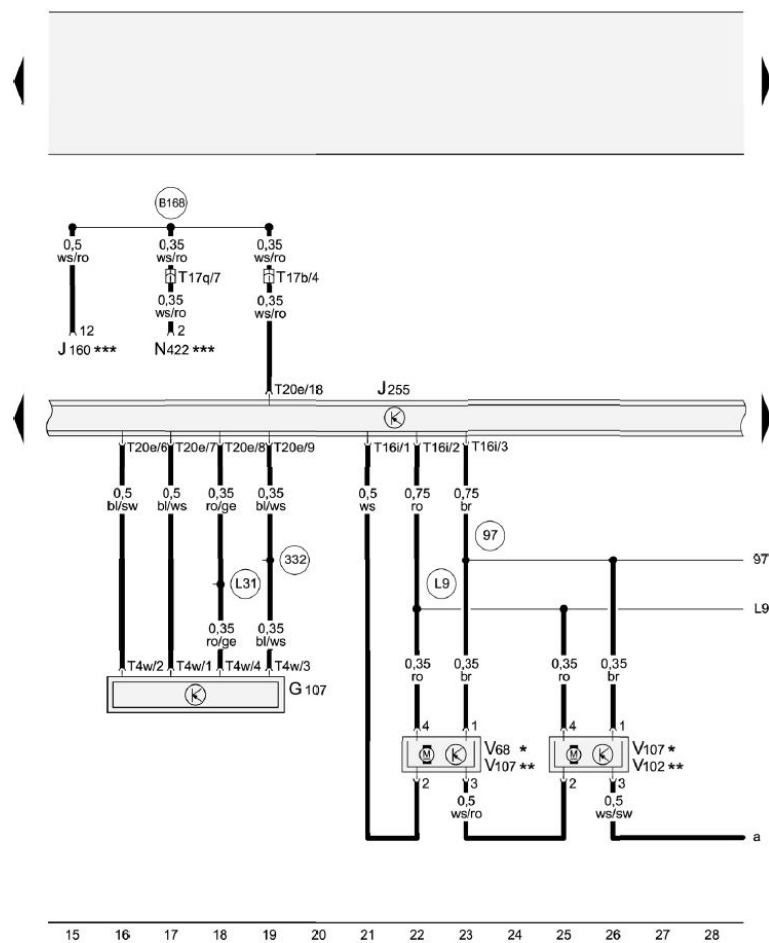 B168
0,5 0,35 0,35
ws/ro ws/ro ws/ro
T17q/7 T17b/4
0,35 0,35
ws/ro ws/ro
12 2
J 160 *** N422 ***
T20e/18 J 255
T20e/6 T20e/7 T20e/8 T20e/9 T16i/1 T16i/2 T16i/3
0,5 0,5 0,35 0,35 0,5 0,75 0,75
bl/sw bl/ws ro/ge bl/ws ws ro br
97
332 97
L31 L9
L9
0,35 0,35
ro/ge bl/ws
0,35 0,35 0,35 0,35
ro br ro br
T4w/2 T4w/1 T4w/4 T4w/3
G 107
4 1 4 1
M V68 * M V107 *
V107 ** V102 **
2 3 2 3
0,5 0,5
ws/ro ws/sw
a
15 16 17 18 19 20 21 22 23 24 25 26 27 28